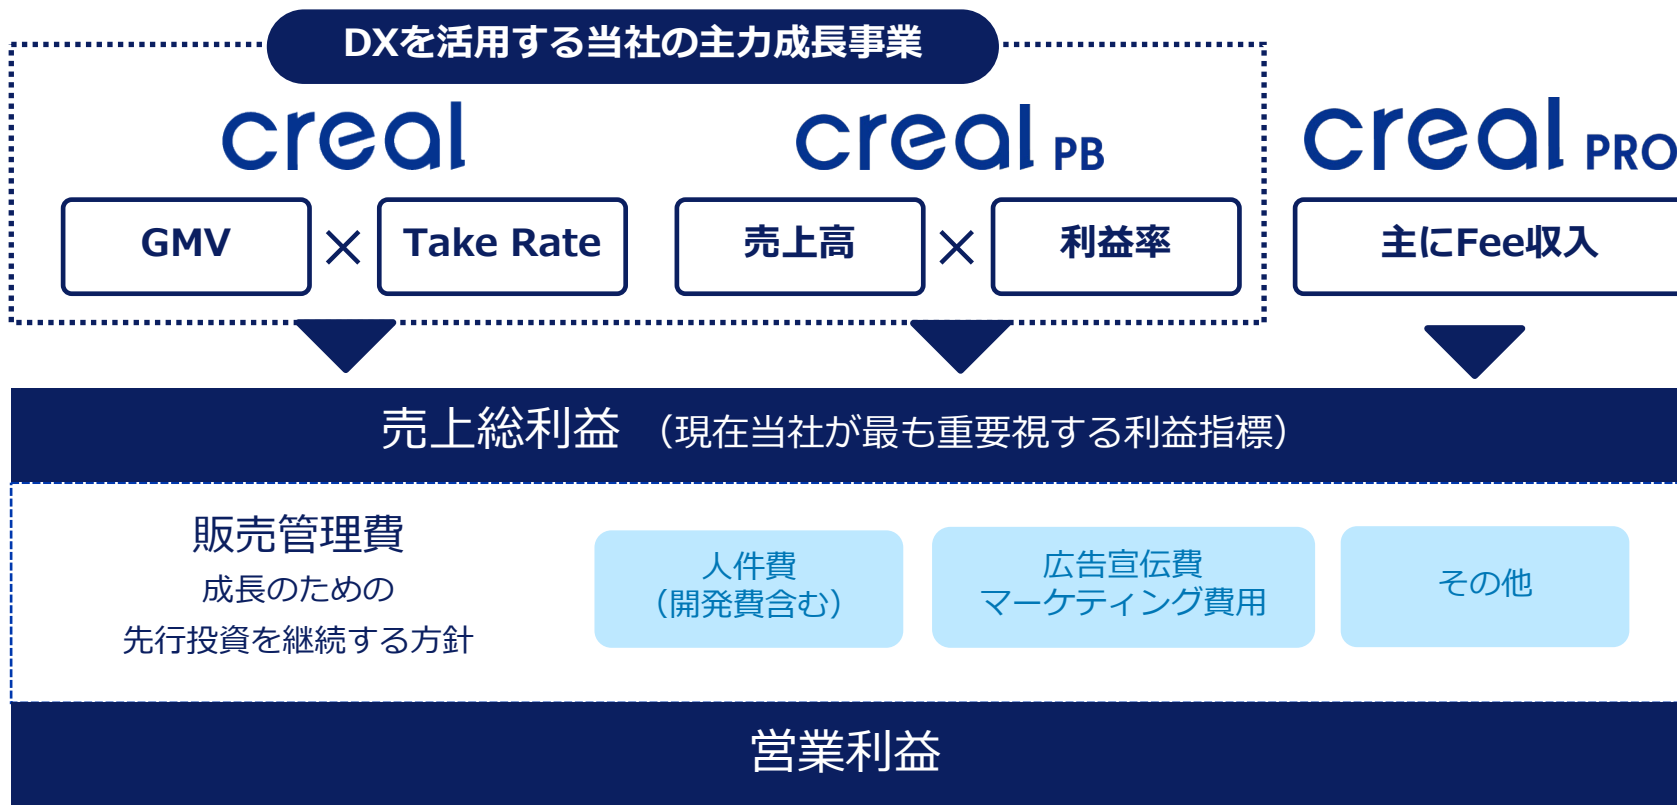 DXを活用する当社の主力成長事業
creal
creal PB
creal PRO
GMV × Take Rate
売上高 × 利益率
主にFee収入
売上総利益 （現在当社が最も重要視する利益指標）
販売管理費
成長のための
先行投資を継続する方針
人件費
（開発費含む）
広告宣伝費
マーケティング費用
その他
営業利益